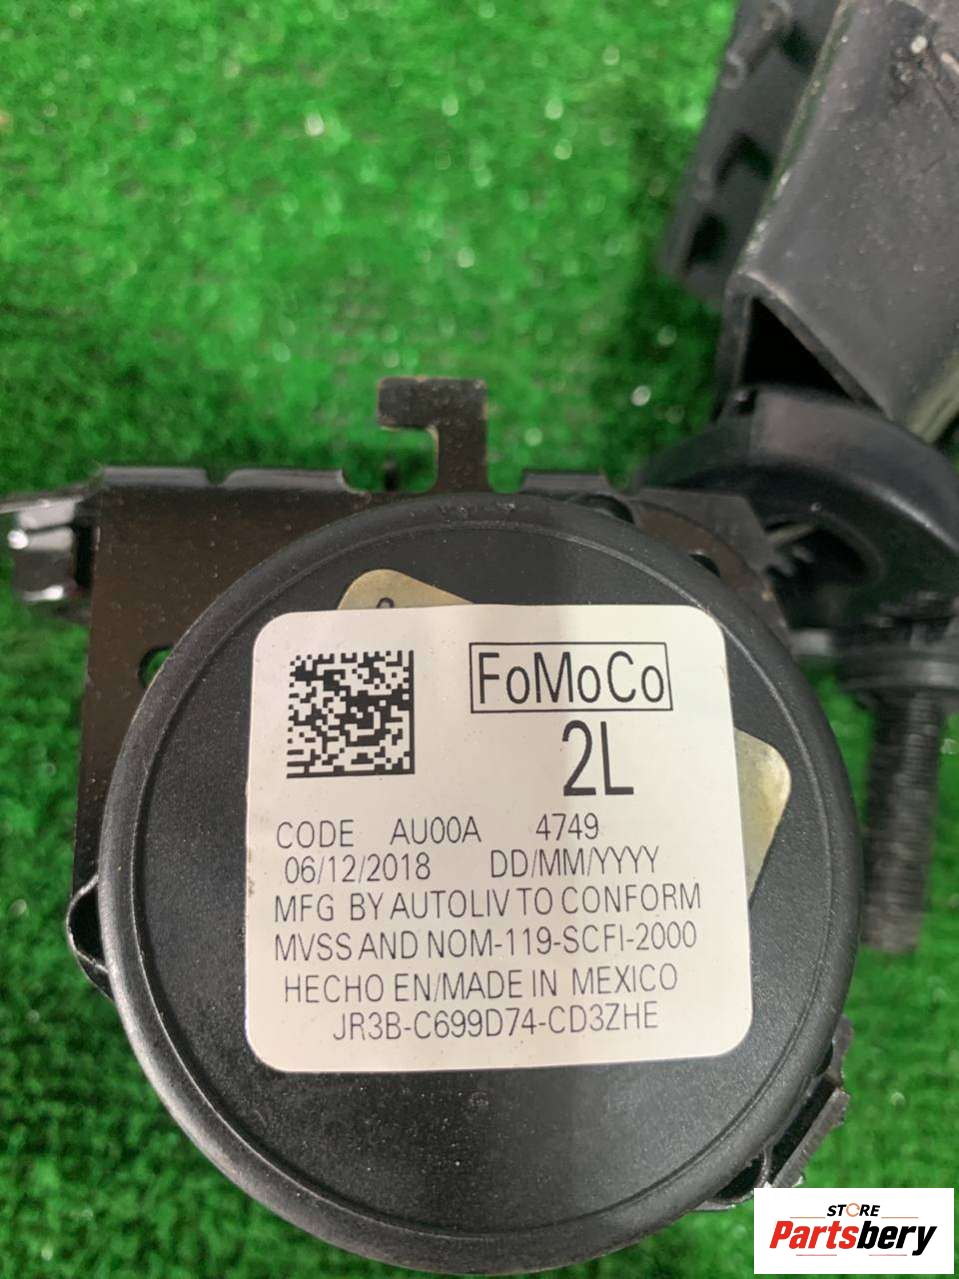 FoMoCo
2L
CODE AU00A 4749
06/12/2018 DD/MM/YYYY
MFG BY AUTOLIV TO CONFORM
MVSS AND NOM-119-SCFI-2000
HECHO EN/MADE IN MEXICO
JR3B-C699D74-CD3ZHE
STORE
Partsbery